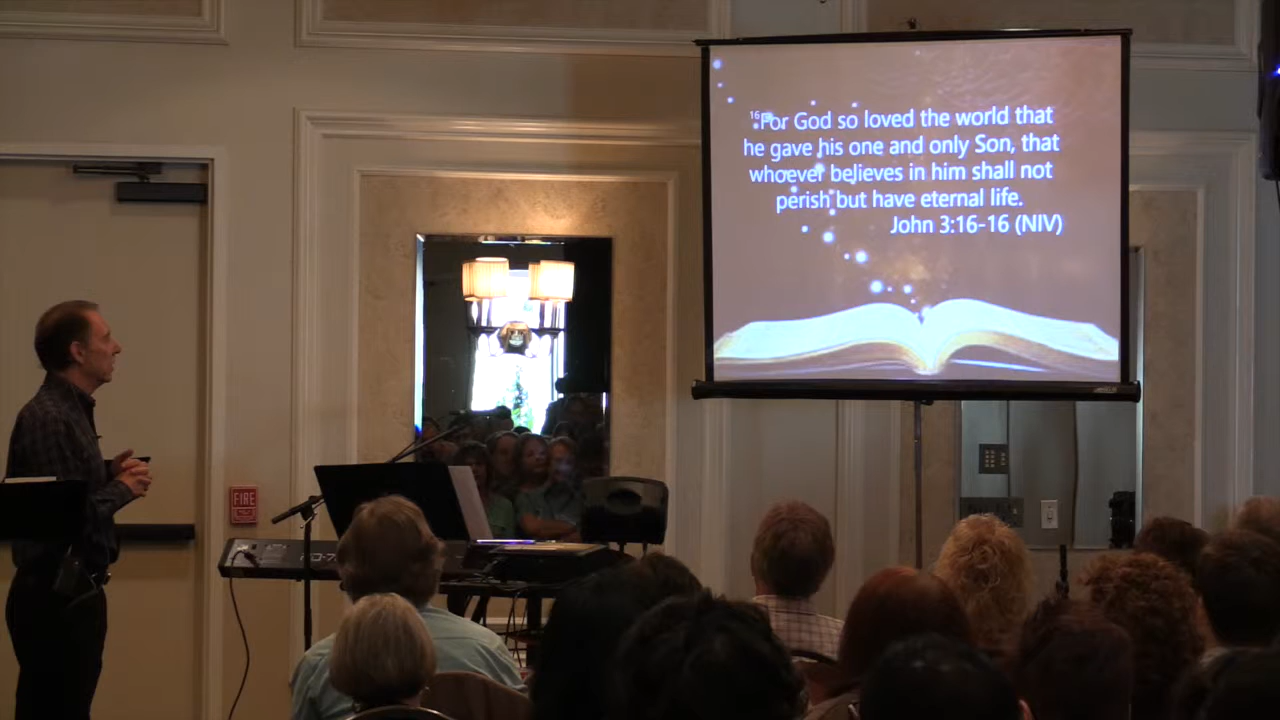 16For God so loved the world that
he gave his one and only Son, that
whoever believes in him shall not
perish but have eternal life.
John 3:16-16 (NIV)
FIRE